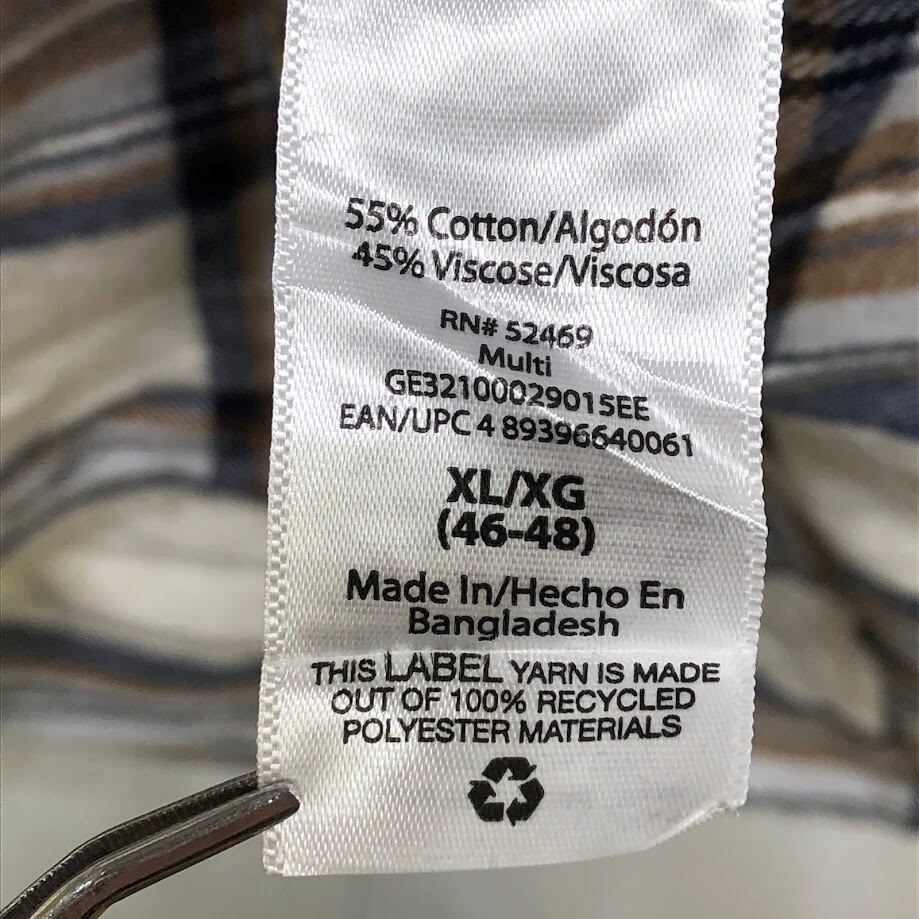 55% Cotton/Algodón
45% Viscose/Viscosa
RN# 52469
Multi
GE32100029015EE
EAN/UPC 4 89396640061
XL/XG
(46-48)
Made In/Hecho En
Bangladesh
THIS LABEL YARN IS MADE
OUT OF 100% RECYCLED
POLYESTER MATERIALS